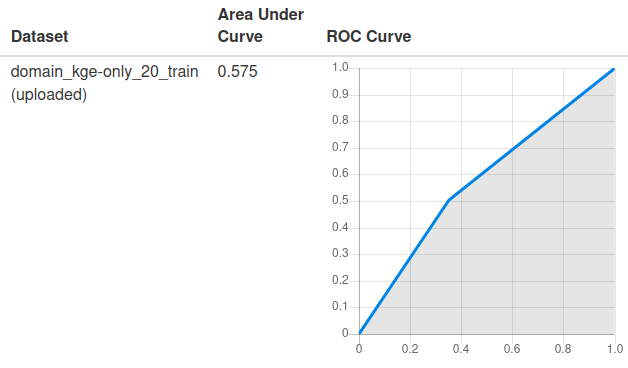 Dataset
Area Under
Curve
ROC Curve
domain_kge-only_20_train
(uploaded)
0.575
1.0
0.9
0.8
0.7
0.6
0.5
0.4
0.3
0.2
0.1
0
0 0.2 0.4 0.6 0.8 1.0